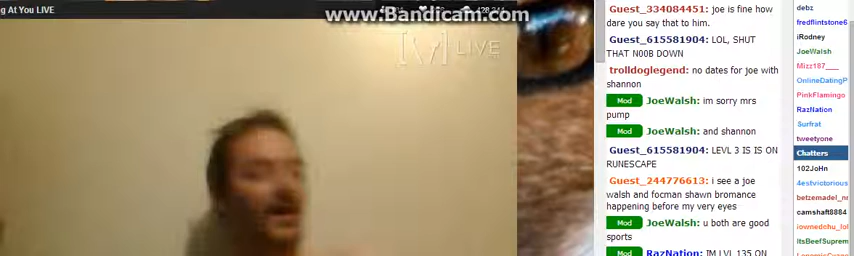 g At You LIVE
www.Bandicam.com
[v] LIVE
Guest_334084451: joe is fine how
dare you say that to him.
Guest_615581904: LOL, SHUT
THAT N00B DOWN
trolldoglegend: no dates for joe with
shannon
Mod JoeWalsh: im sorry mrs
pump
Mod JoeWalsh: and shannon
Guest_615581904: LEVL 3 IS IS ON
RUNESCAPE
Guest_244776613: i see a joe
walsh and focman shawn bromance
happening before my very eyes
Mod JoeWalsh: u both are good
sports
Mod RazNation: IM LVL 135 ON
debz
fredflintstone6
iRodney
JoeWalsh
Mizz187___
OnlineDatingP
PinkFlamingo
RazNation
Surfrat
tweetyone
Chatters
102JoHn
4estvictorious
betzemadel_nr
camshaft8884
iownedchu_lol
ItsBeefSuprem